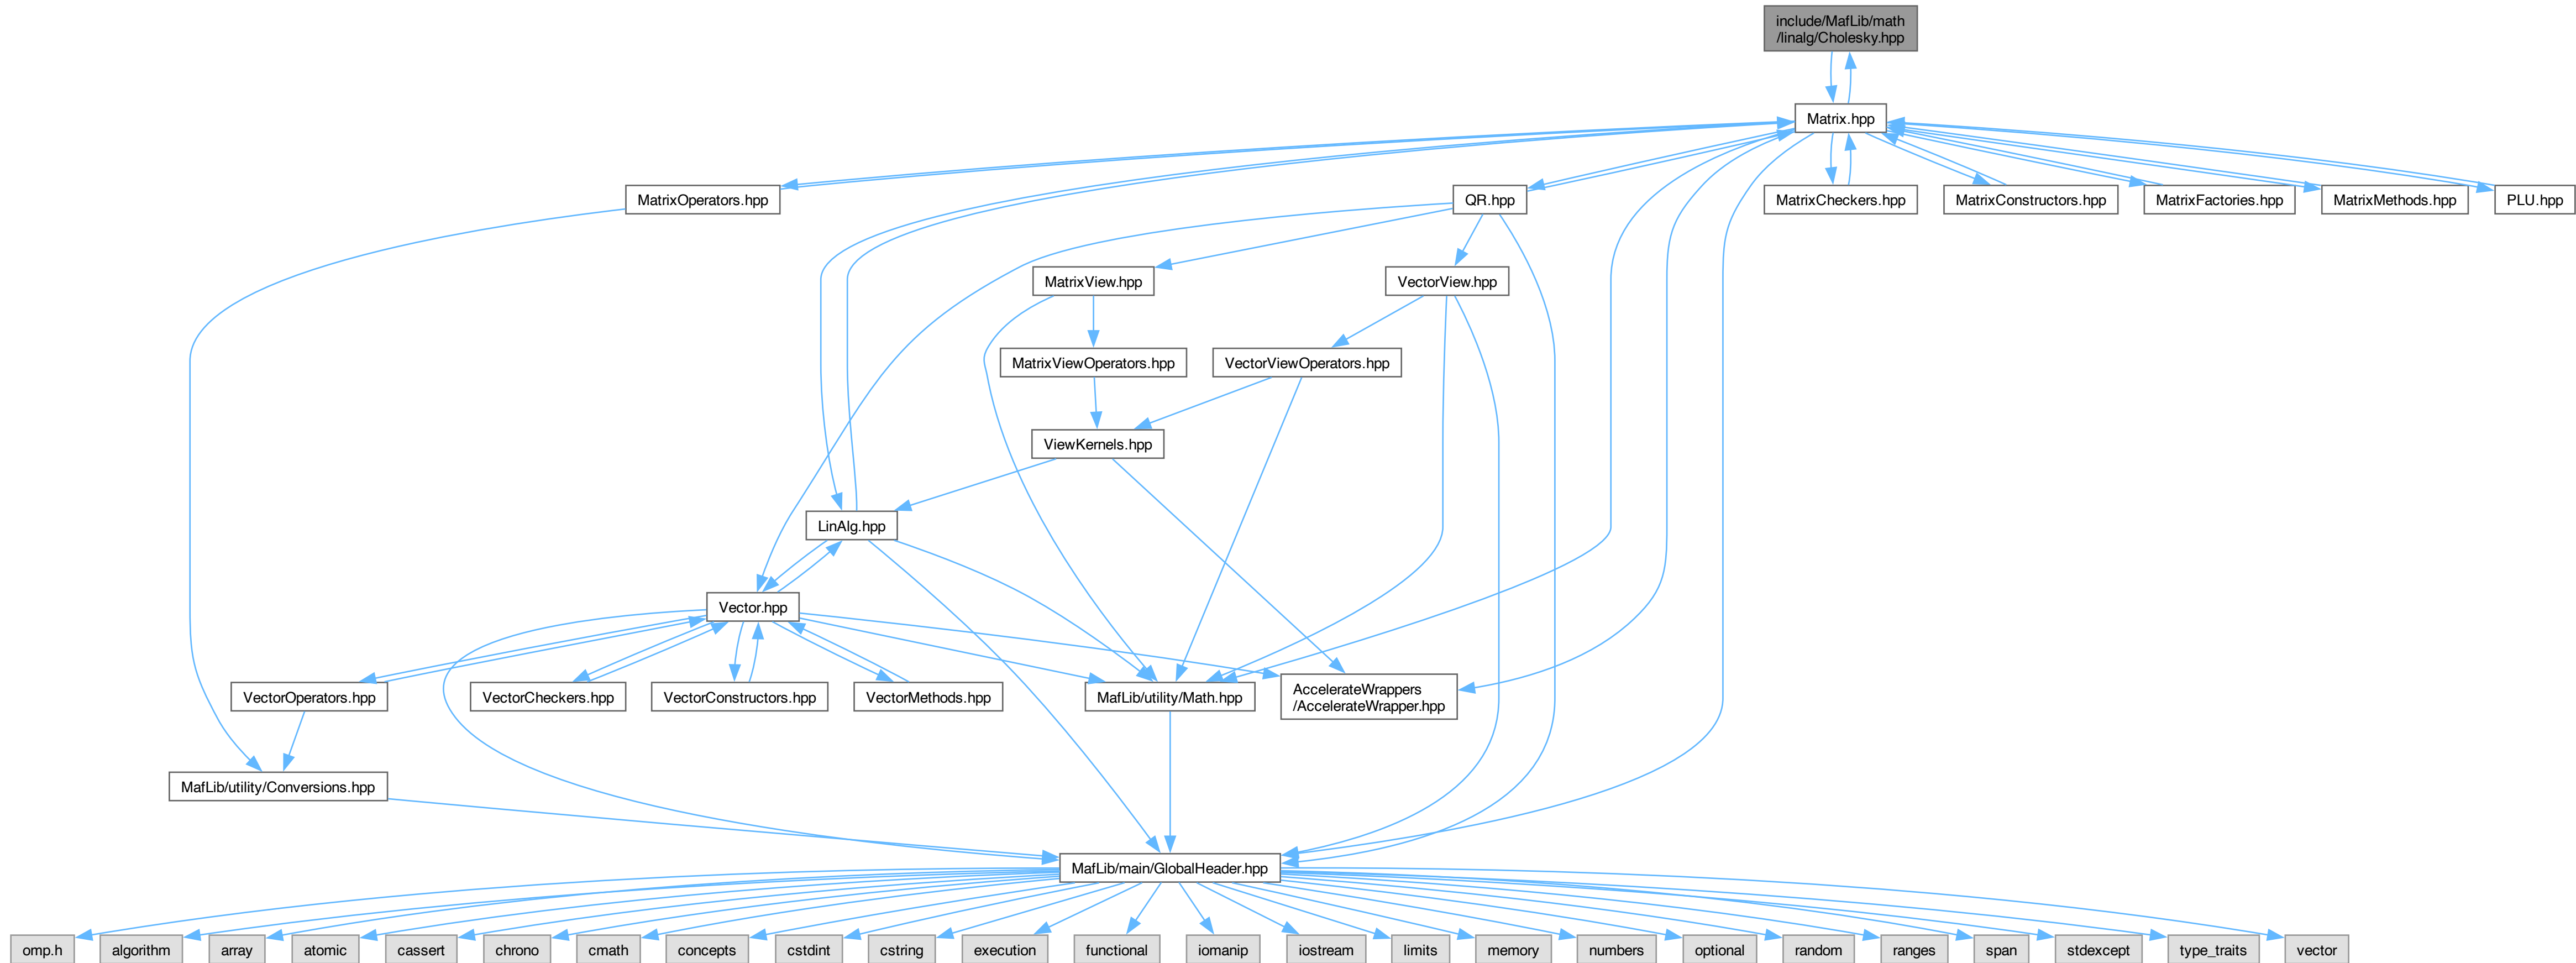 include/MafLib/math
/linalg/Cholesky.hpp
Matrix.hpp
MatrixOperators.hpp
QR.hpp
MatrixCheckers.hpp
MatrixConstructors.hpp
MatrixFactories.hpp
MatrixMethods.hpp
PLU.hpp
MatrixView.hpp
VectorView.hpp
MatrixViewOperators.hpp
VectorViewOperators.hpp
ViewKernels.hpp
LinAlg.hpp
Vector.hpp
VectorOperators.hpp
VectorCheckers.hpp
VectorConstructors.hpp
VectorMethods.hpp
MafLib/utility/Math.hpp
AccelerateWrappers
/AccelerateWrapper.hpp
MafLib/utility/Conversions.hpp
MafLib/main/GlobalHeader.hpp
omp.h
algorithm
array
atomic
cassert
chrono
cmath
concepts
cstdint
cstring
execution
functional
iomanip
iostream
limits
memory
numbers
optional
random
ranges
span
stdexcept
type_traits
vector